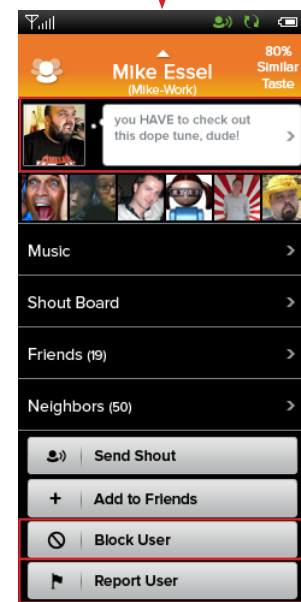 80%
Mike Essel
Similar
(Mike-Work)
Taste
you HAVE to check out
this dope tune, dude!
Music
Shout Board
Friends (19)
Neighbors (50)
Send Shout
Add to Friends
Block User
Report User